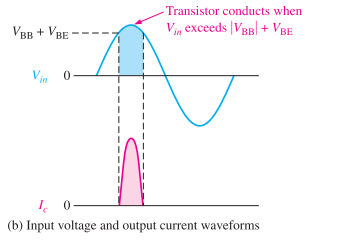 Transistor conducts when
V_in exceeds |V_BB| + V_BE
V_BB + V_BE
V_in 0
I_c 0
(b) Input voltage and output current waveforms